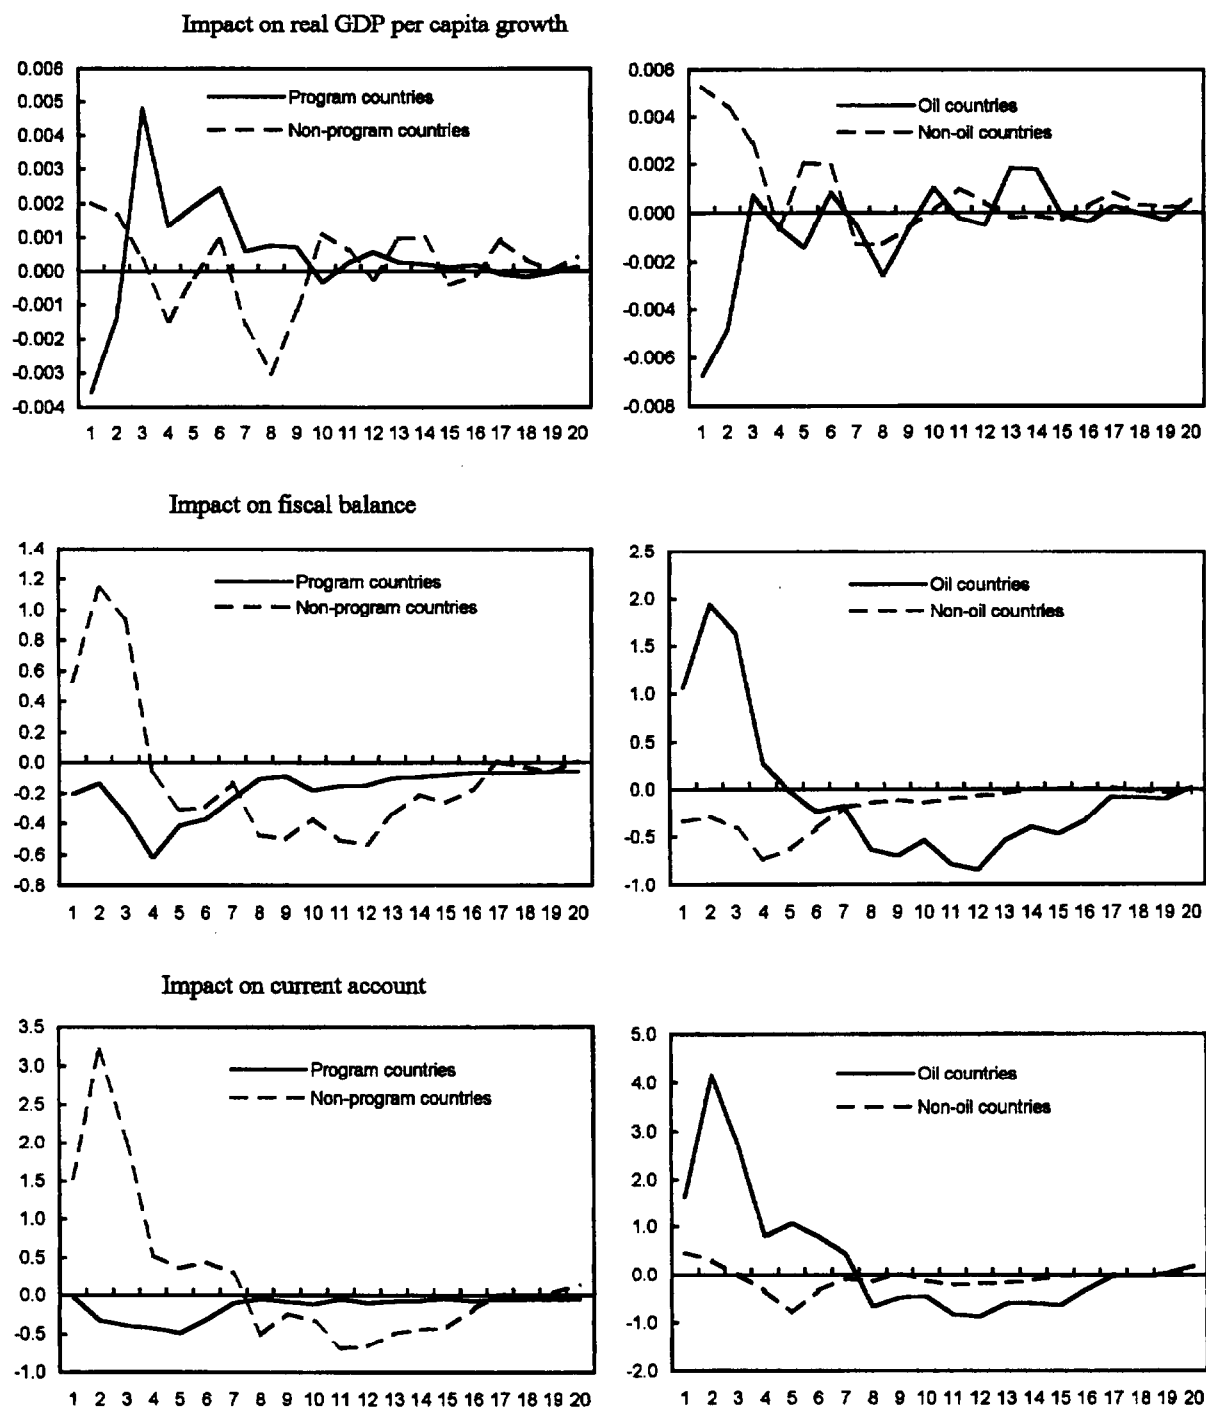 Impact on real GDP per capita growth
0.006
0.005
0.004
0.003
0.002
0.001
0.000
-0.001
-0.002
-0.003
-0.004
Program countries
Non-program countries
1 2 3 4 5 6 7 8 9 10 11 12 13 14 15 16 17 18 19 20
0.006
0.004
0.002
0.000
-0.002
-0.004
-0.006
-0.008
Oil countries
Non-oil countries
1 2 3 4 5 6 7 8 9 10 11 12 13 14 15 16 17 18 19 20
Impact on fiscal balance
1.4
1.2
1.0
0.8
0.6
0.4
0.2
0.0
-0.2
-0.4
-0.6
-0.8
Program countries
Non-program countries
1 2 3 4 5 6 7 8 9 10 11 12 13 14 15 16 17 18 19 20
2.5
2.0
1.5
1.0
0.5
0.0
-0.5
-1.0
Oil countries
Non-oil countries
1 2 3 4 5 6 7 8 9 10 11 12 13 14 15 16 17 18 19 20
Impact on current account
3.5
3.0
2.5
2.0
1.5
1.0
0.5
0.0
-0.5
-1.0
Program countries
Non-program countries
1 2 3 4 5 6 7 8 9 10 11 12 13 14 15 16 17 18 19 20
5.0
4.0
3.0
2.0
1.0
0.0
-1.0
-2.0
Oil countries
Non-oil countries
1 2 3 4 5 6 7 8 9 10 11 12 13 14 15 16 17 18 19 20